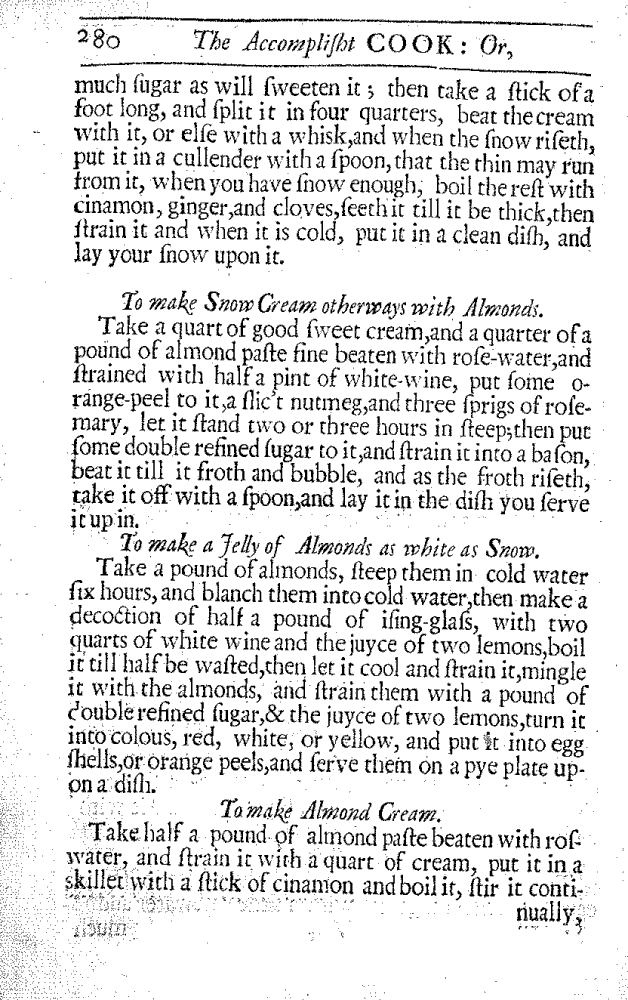 280 The Accompliſht COOK: Or,
much ſugar as will ſweeten it ; then take a ſtick of a
foot long, and ſplit it in four quarters, beat the cream
with it, or elſe with a whisk,and when the ſnow riſeth,
put it in a cullender with a ſpoon,that the thin may run
from it, when you have ſnow enough, boil the reſt with
cinamon, ginger,and cloves,ſeeth it till it be thick,then
ſtrain it and when it is cold, put it in a clean diſh, and
lay your ſnow upon it.
To make Snow Cream otherways with Almonds.
Take a quart of good ſweet cream,and a quarter of a
pound of almond paſte fine beaten with roſe-water,and
ſtrained with half a pint of white-wine, put ſome o-
range-peel to it,a ſlic't nutmeg,and three ſprigs of roſe-
mary, let it ſtand two or three hours in ſteep;then put
ſome double refined ſugar to it,and ſtrain it into a baſon,
beat it till it froth and bubble, and as the froth riſeth,
take it off with a ſpoon,and lay it in the diſh you ſerve
it up in.
To make a Jelly of Almonds as white as Snow.
Take a pound of almonds, ſteep them in cold water
ſix hours, and blanch them into cold water,then make a
decoction of half a pound of iſing-glaſs, with two
quarts of white wine and the juyce of two lemons,boil
it till half be waſted,then let it cool and ſtrain it,mingle
it with the almonds, and ſtrain them with a pound of
double refined ſugar,& the juyce of two lemons,turn it
into colous, red, white, or yellow, and put it into egg
ſhells,or orange peels,and ſerve them on a pye plate up-
on a diſh.
To make Almond Cream.
Take half a pound of almond paſte beaten with roſ-
water, and ſtrain it with a quart of cream, put it in a
skillet with a ſtick of cinamon and boil it, ſtir it conti-
nually,